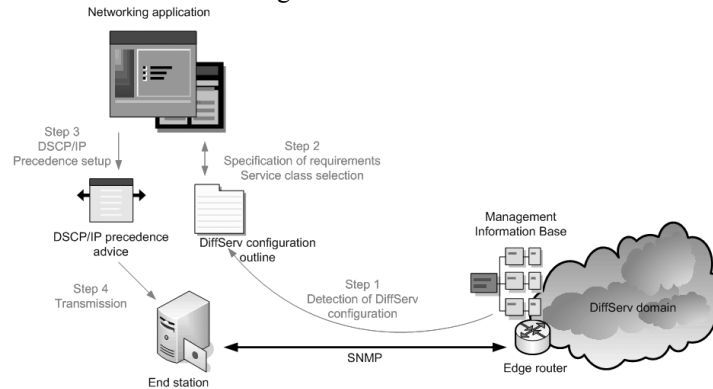 Networking application
Step 3
DSCP/IP
Precedence setup
Step 2
Specification of requirements
Service class selection
DSCP/IP precedence
advice
DiffServ configuration
outline
Management
Information Base
Step 1
Detection of DiffServ
configuration
Step 4
Transmission
DiffServ domain
SNMP
End station
Edge router